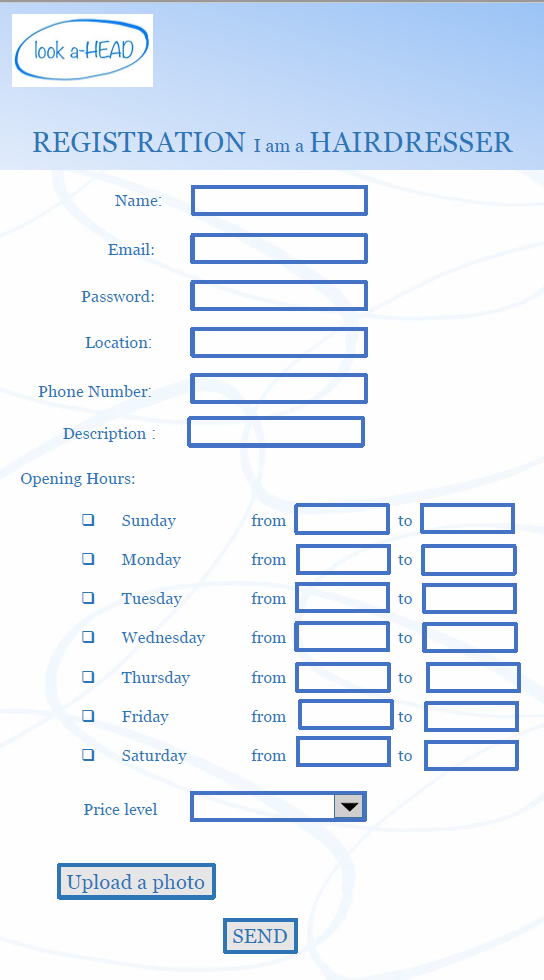 look a-HEAD
REGISTRATION I am a HAIRDRESSER
Name:
Email:
Password:
Location:
Phone Number:
Description :
Opening Hours:
Sunday from to
Monday from to
Tuesday from to
Wednesday from to
Thursday from to
Friday from to
Saturday from to
Price level
Upload a photo
SEND